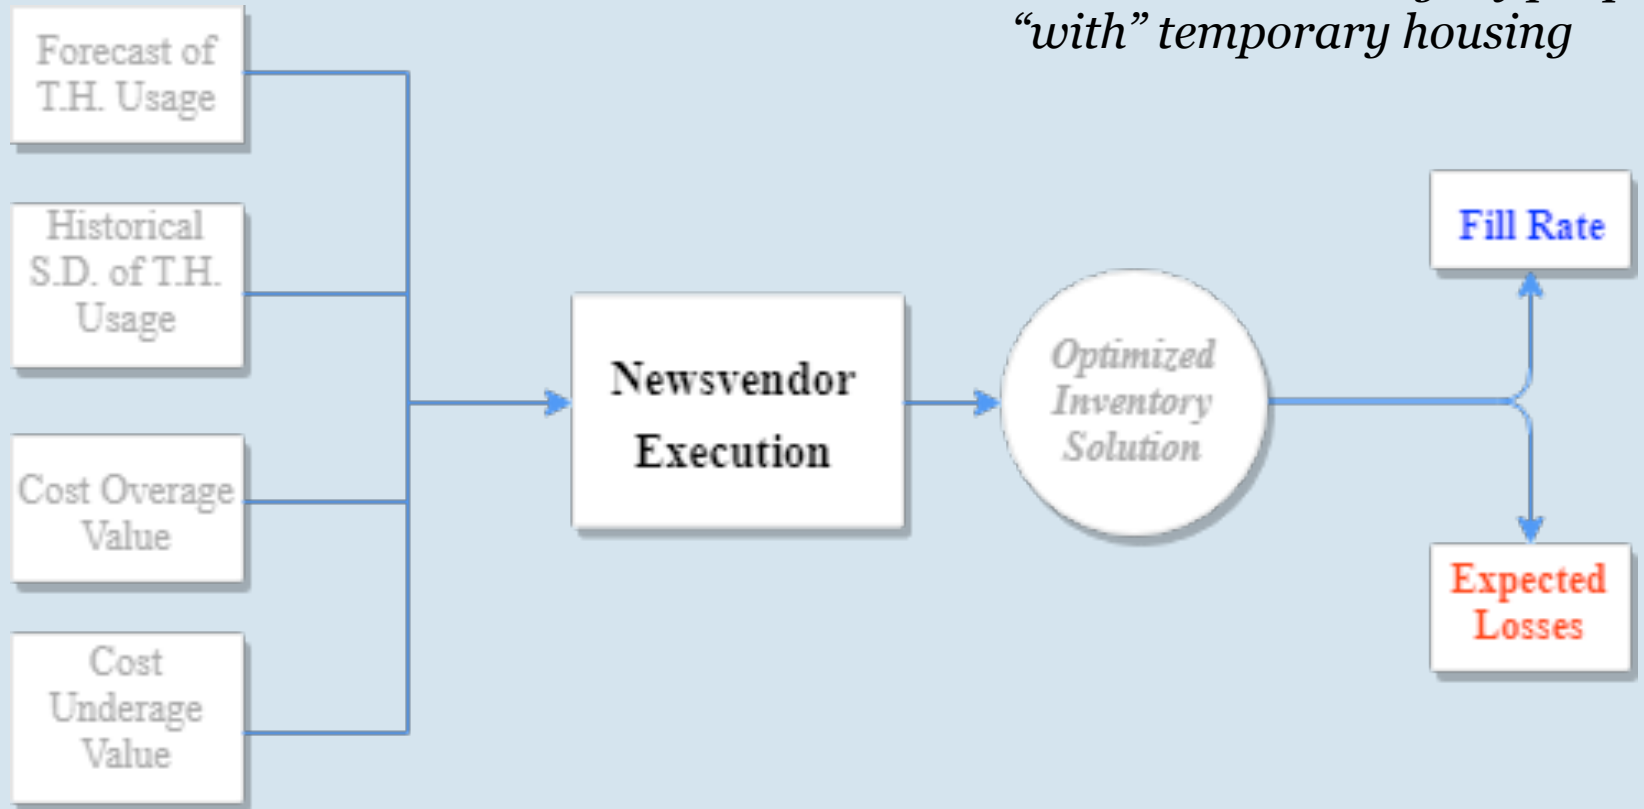 “with” temporary housing
Forecast of
T.H. Usage
Historical
S.D. of T.H.
Usage
Cost Overage
Value
Cost
Underage
Value
Newsvendor
Execution
Optimized
Inventory
Solution
Fill Rate
Expected
Losses